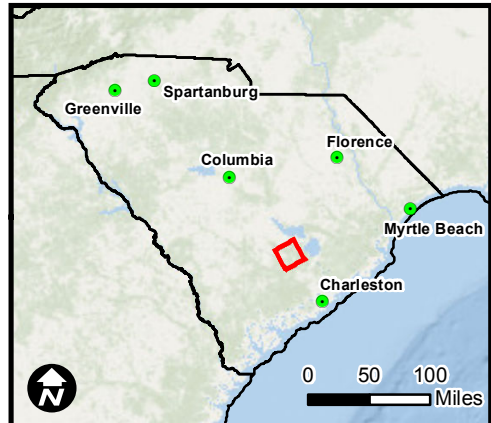 Spartanburg
Greenville
Florence
Columbia
Myrtle Beach
Charleston
N
0 50 100
Miles